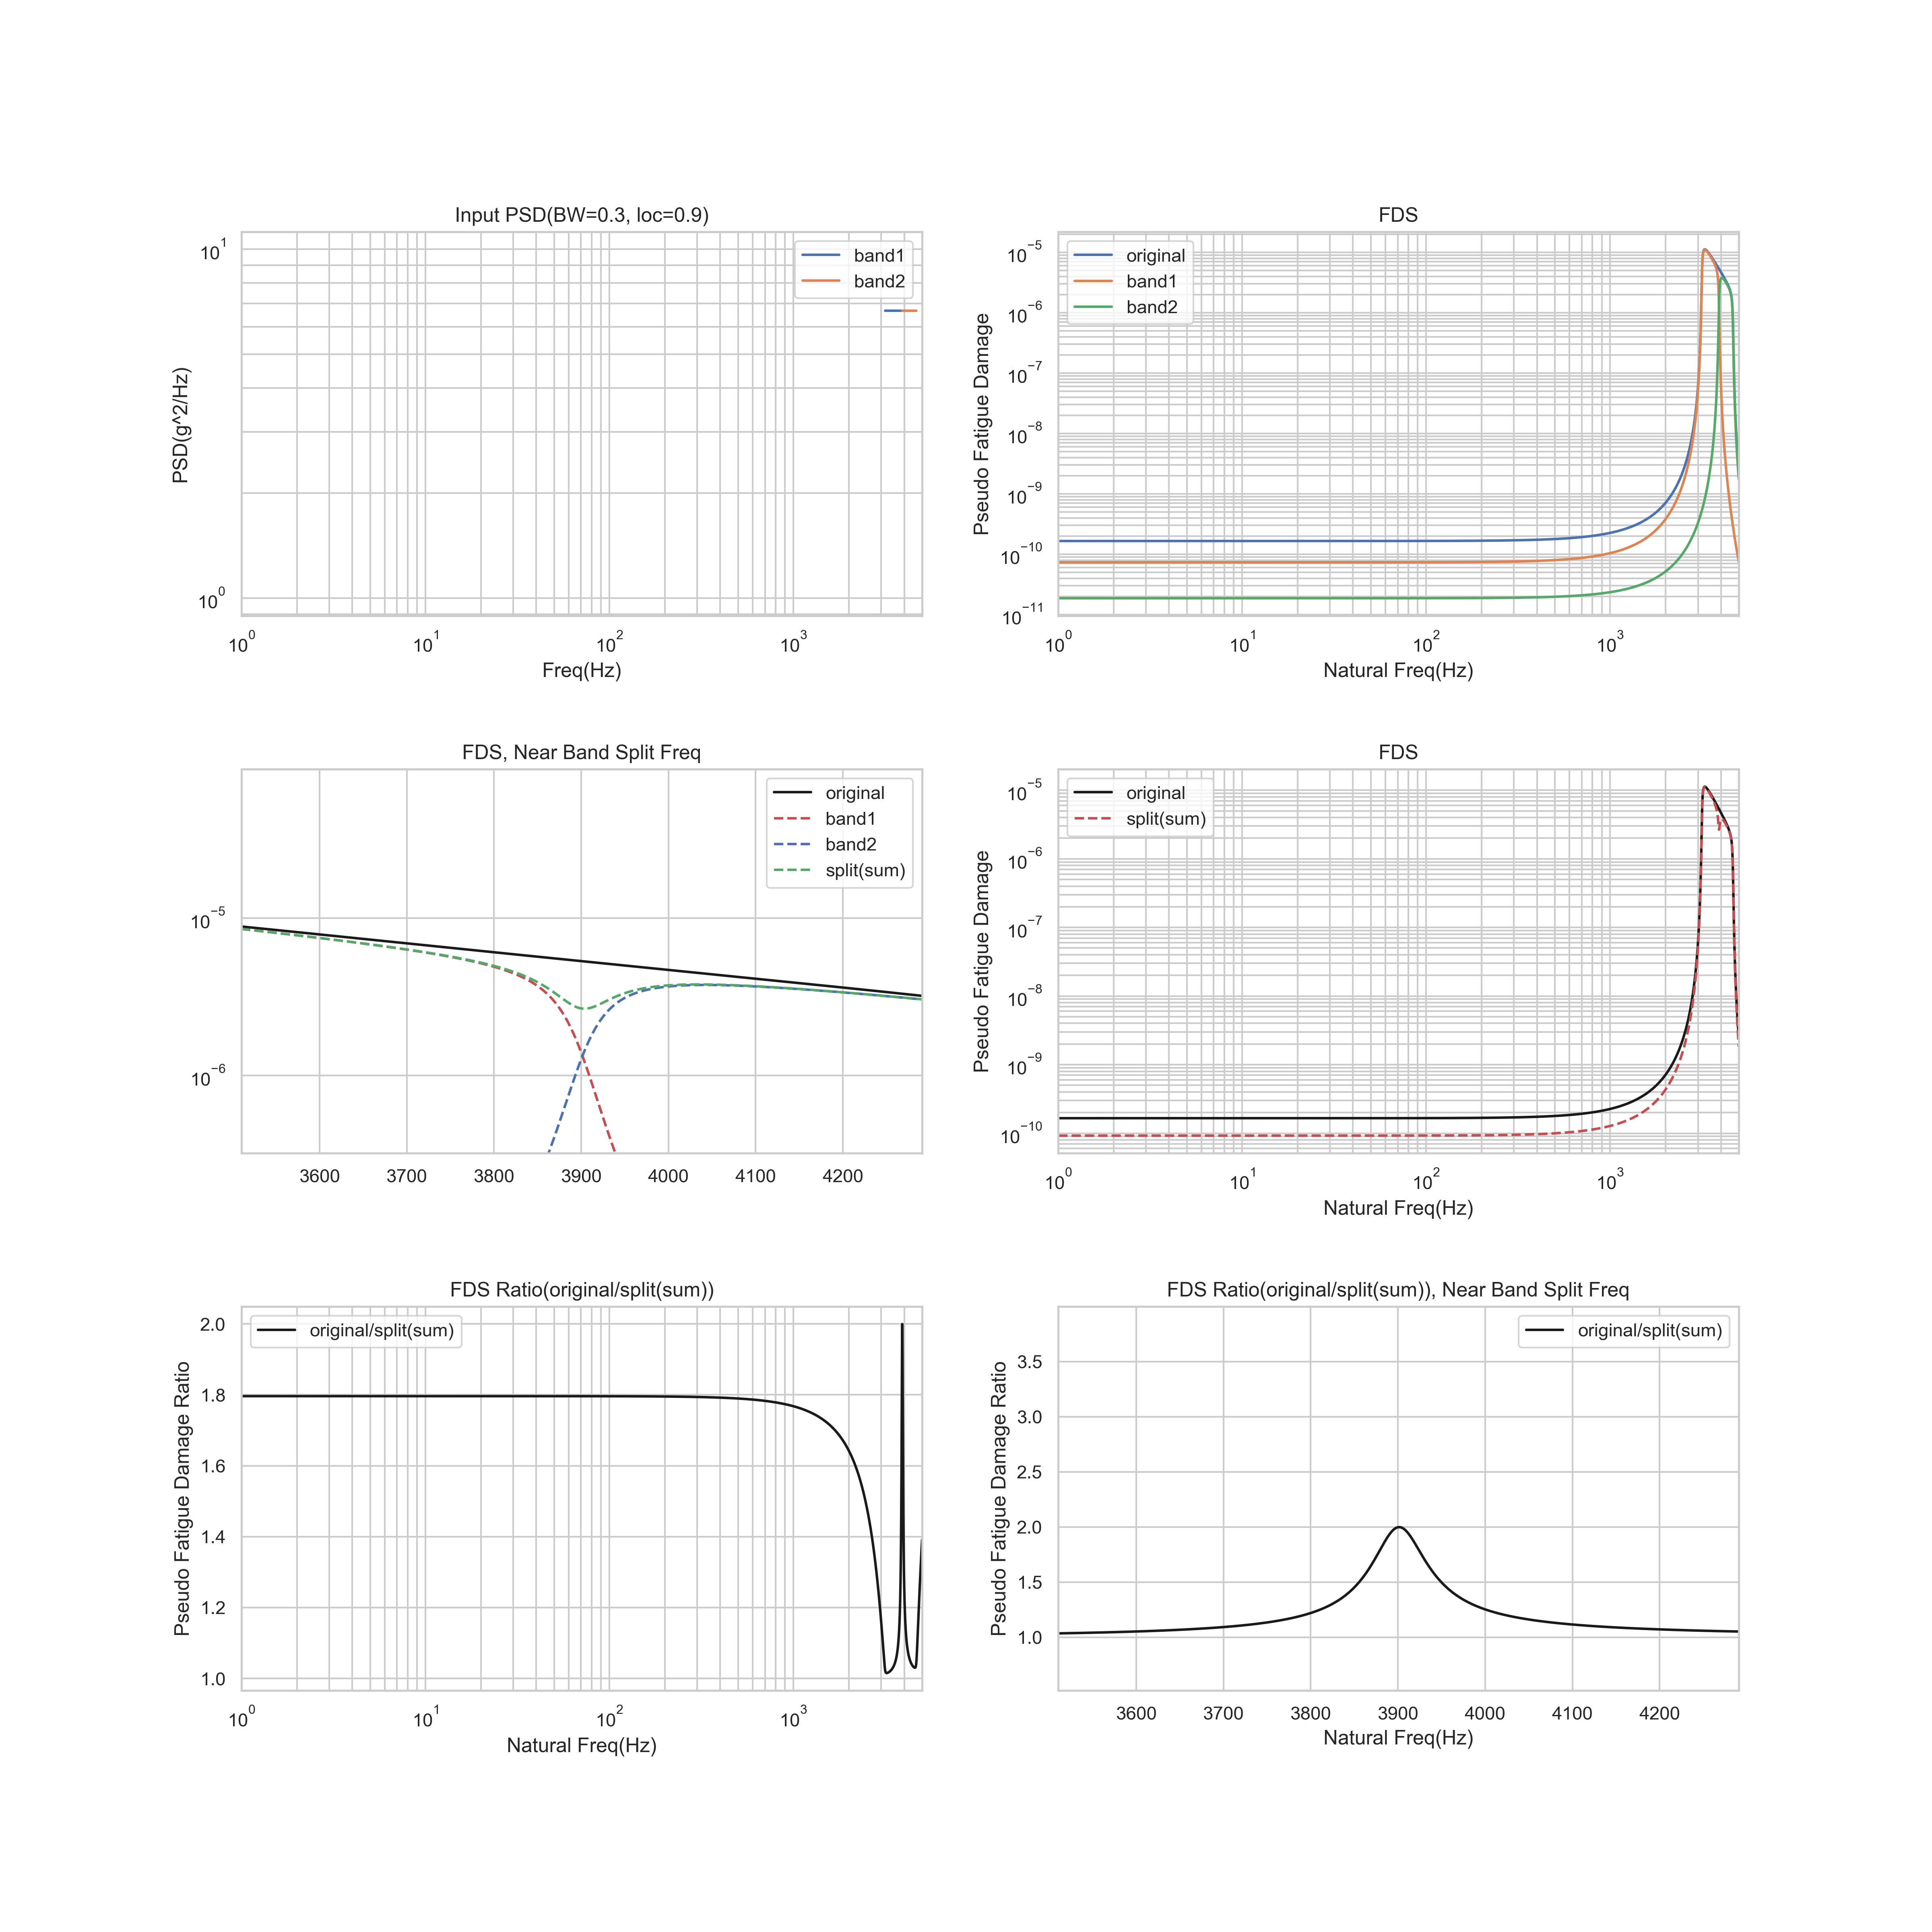 Input PSD(BW=0.3, loc=0.9)
PSD(g^2/Hz)
10^1
10^0
band1
band2
10^0 10^1 10^2 10^3
Freq(Hz)
FDS
Pseudo Fatigue Damage
10^−5
10^−6
10^−7
10^−8
10^−9
10^−10
10^−11
original
band1
band2
10^0 10^1 10^2 10^3
Natural Freq(Hz)
FDS, Near Band Split Freq
10^−5
10^−6
original
band1
band2
split(sum)
3600 3700 3800 3900 4000 4100 4200
FDS
Pseudo Fatigue Damage
10^−5
10^−6
10^−7
10^−8
10^−9
10^−10
original
split(sum)
10^0 10^1 10^2 10^3
Natural Freq(Hz)
FDS Ratio(original/split(sum))
Pseudo Fatigue Damage Ratio
2.0
1.8
1.6
1.4
1.2
1.0
original/split(sum)
10^0 10^1 10^2 10^3
Natural Freq(Hz)
FDS Ratio(original/split(sum)), Near Band Split Freq
Pseudo Fatigue Damage Ratio
3.5
3.0
2.5
2.0
1.5
1.0
original/split(sum)
3600 3700 3800 3900 4000 4100 4200
Natural Freq(Hz)